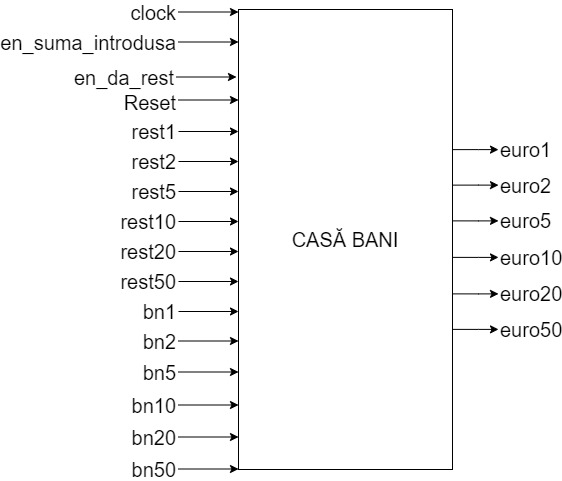 clock
en_suma_introdusa
en_da_rest
Reset
rest1
rest2
rest5
rest10
rest20
rest50
bn1
bn2
bn5
bn10
bn20
bn50
CASĂ BANI
euro1
euro2
euro5
euro10
euro20
euro50